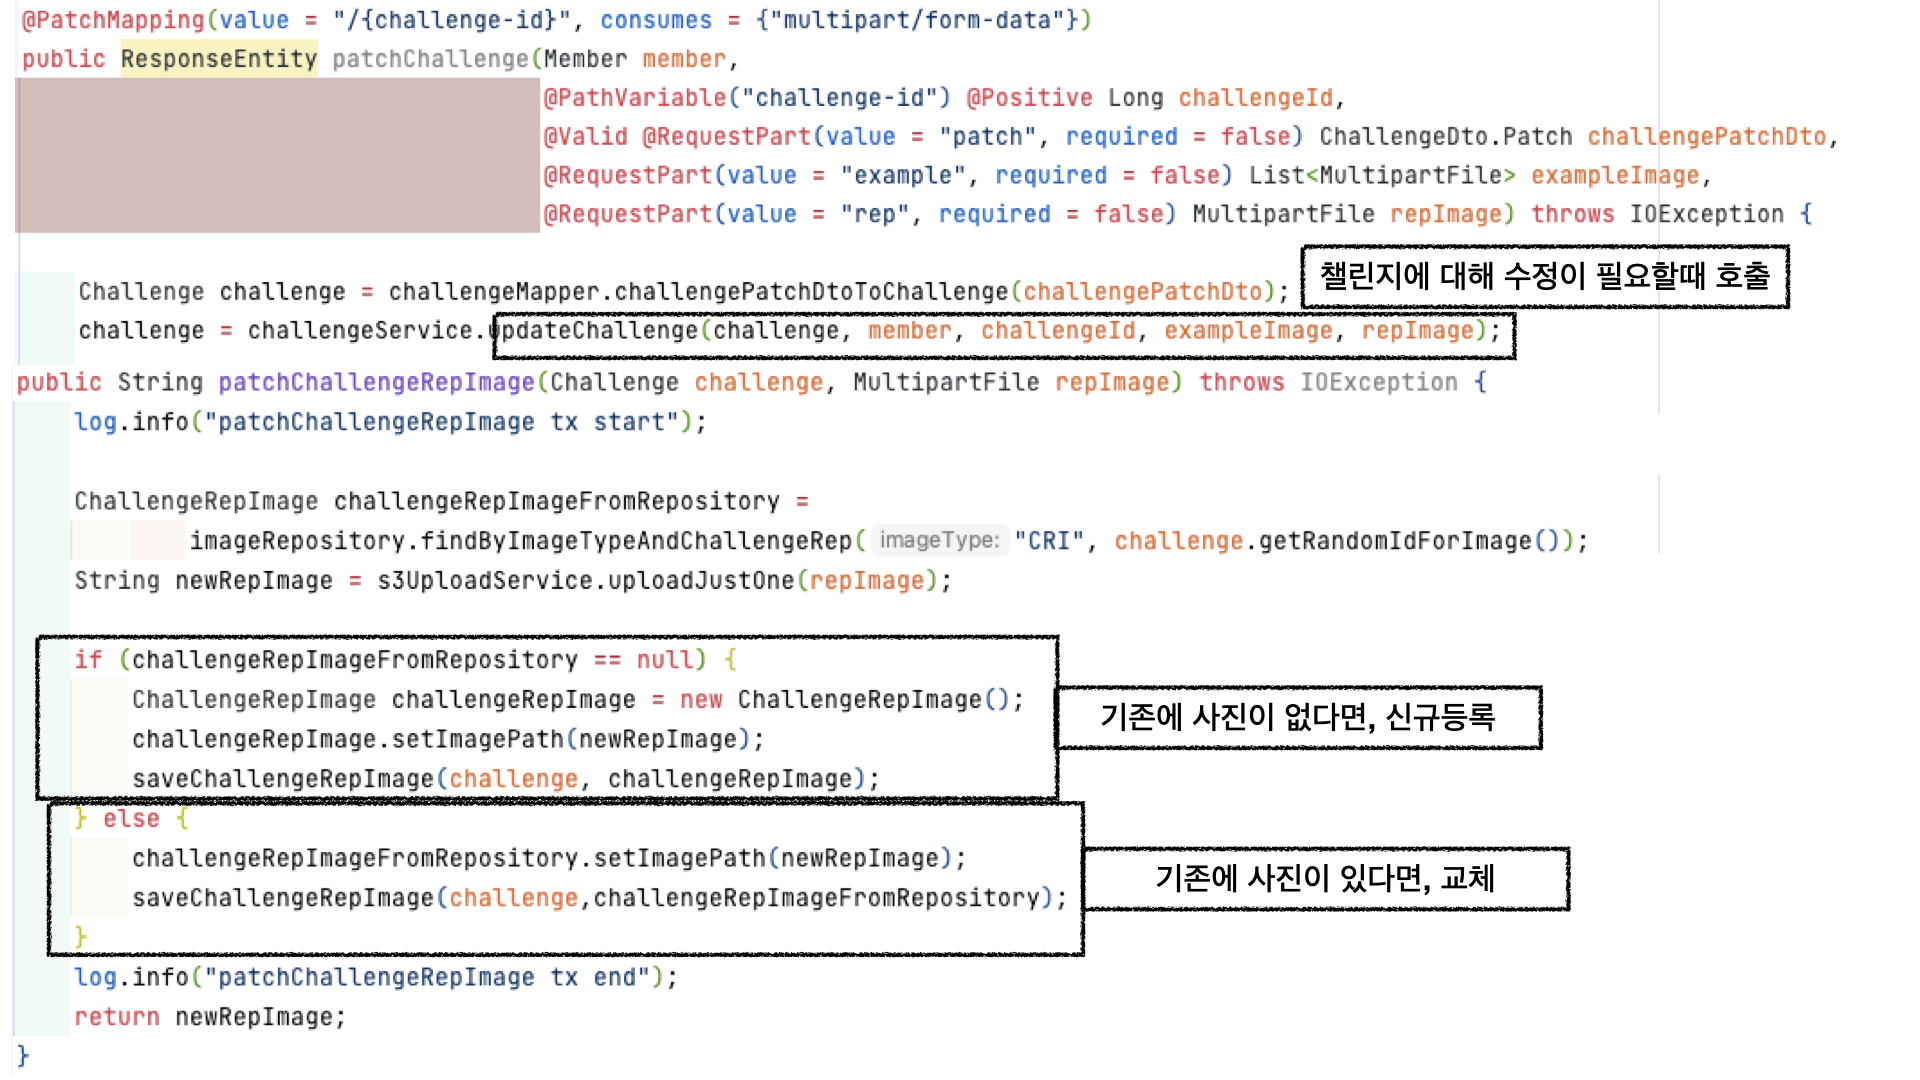 @PatchMapping(value = "/{challenge-id}", consumes = {"multipart/form-data"})
public ResponseEntity patchChallenge(Member member,
@PathVariable("challenge-id") @Positive Long challengeId,
@Valid @RequestPart(value = "patch", required = false) ChallengeDto.Patch challengePatchDto,
@RequestPart(value = "example", required = false) List<MultipartFile> exampleImage,
@RequestPart(value = "rep", required = false) MultipartFile repImage) throws IOException {
챌린지에 대해 수정이 필요할때 호출
Challenge challenge = challengeMapper.challengePatchDtoToChallenge(challengePatchDto);
challenge = challengeService.updateChallenge(challenge, member, challengeId, exampleImage, repImage);
public String patchChallengeRepImage(Challenge challenge, MultipartFile repImage) throws IOException {
log.info("patchChallengeRepImage tx start");
ChallengeRepImage challengeRepImageFromRepository =
imageRepository.findByImageTypeAndChallengeRep( imageType: "CRI", challenge.getRandomIdForImage());
String newRepImage = s3UploadService.uploadJustOne(repImage);
if (challengeRepImageFromRepository == null) {
ChallengeRepImage challengeRepImage = new ChallengeRepImage();
기존에 사진이 없다면, 신규등록
challengeRepImage.setImagePath(newRepImage);
saveChallengeRepImage(challenge, challengeRepImage);
} else {
challengeRepImageFromRepository.setImagePath(newRepImage);
기존에 사진이 있다면, 교체
saveChallengeRepImage(challenge,challengeRepImageFromRepository);
}
log.info("patchChallengeRepImage tx end");
return newRepImage;
}